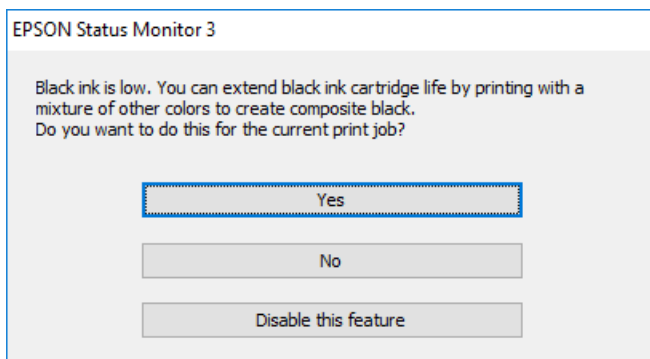 EPSON Status Monitor 3
Black ink is low. You can extend black ink cartridge life by printing with a
mixture of other colors to create composite black.
Do you want to do this for the current print job?
Yes
No
Disable this feature